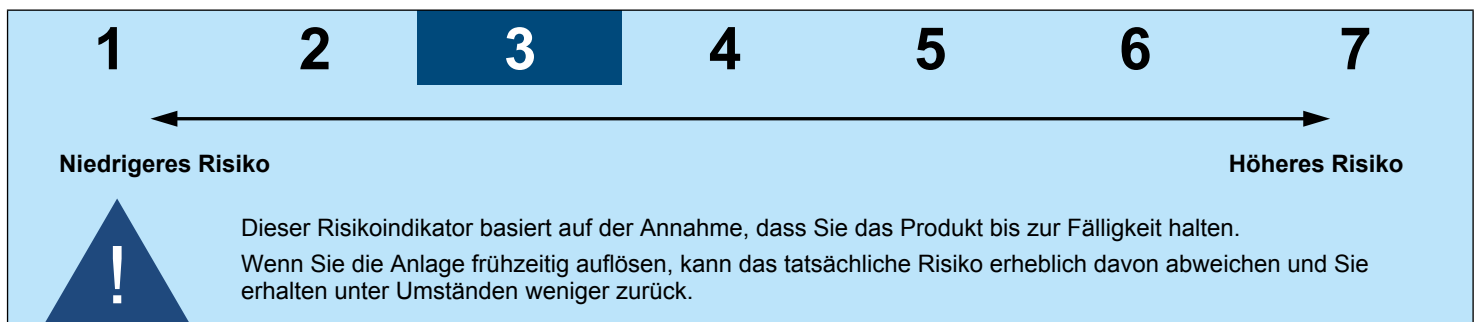 1 2 3 4 5 6 7
Niedrigeres Risiko Höheres Risiko
!
Dieser Risikoindikator basiert auf der Annahme, dass Sie das Produkt bis zur Fälligkeit halten.
Wenn Sie die Anlage frühzeitig auflösen, kann das tatsächliche Risiko erheblich davon abweichen und Sie
erhalten unter Umständen weniger zurück.